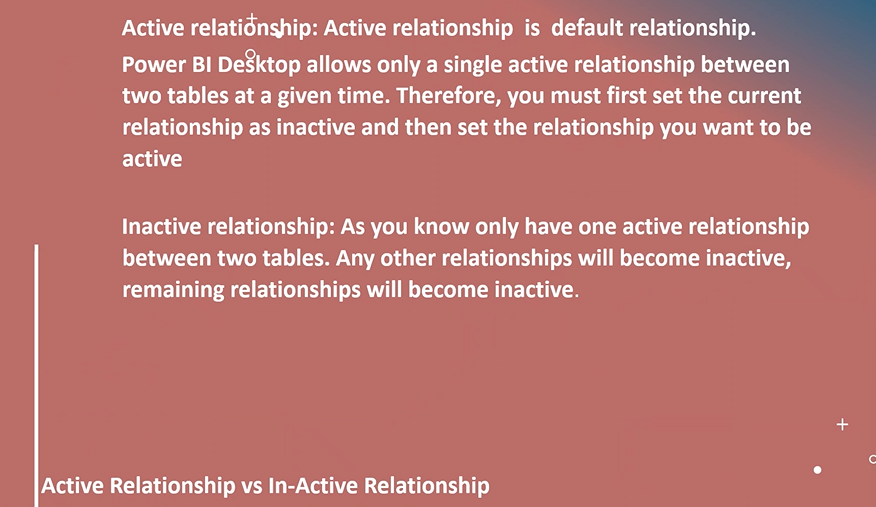 Active relationship: Active relationship is default relationship.
Power BI Desktop allows only a single active relationship between
two tables at a given time. Therefore, you must first set the current
relationship as inactive and then set the relationship you want to be
active
Inactive relationship: As you know only have one active relationship
between two tables. Any other relationships will become inactive,
remaining relationships will become inactive.
Active Relationship vs In-Active Relationship